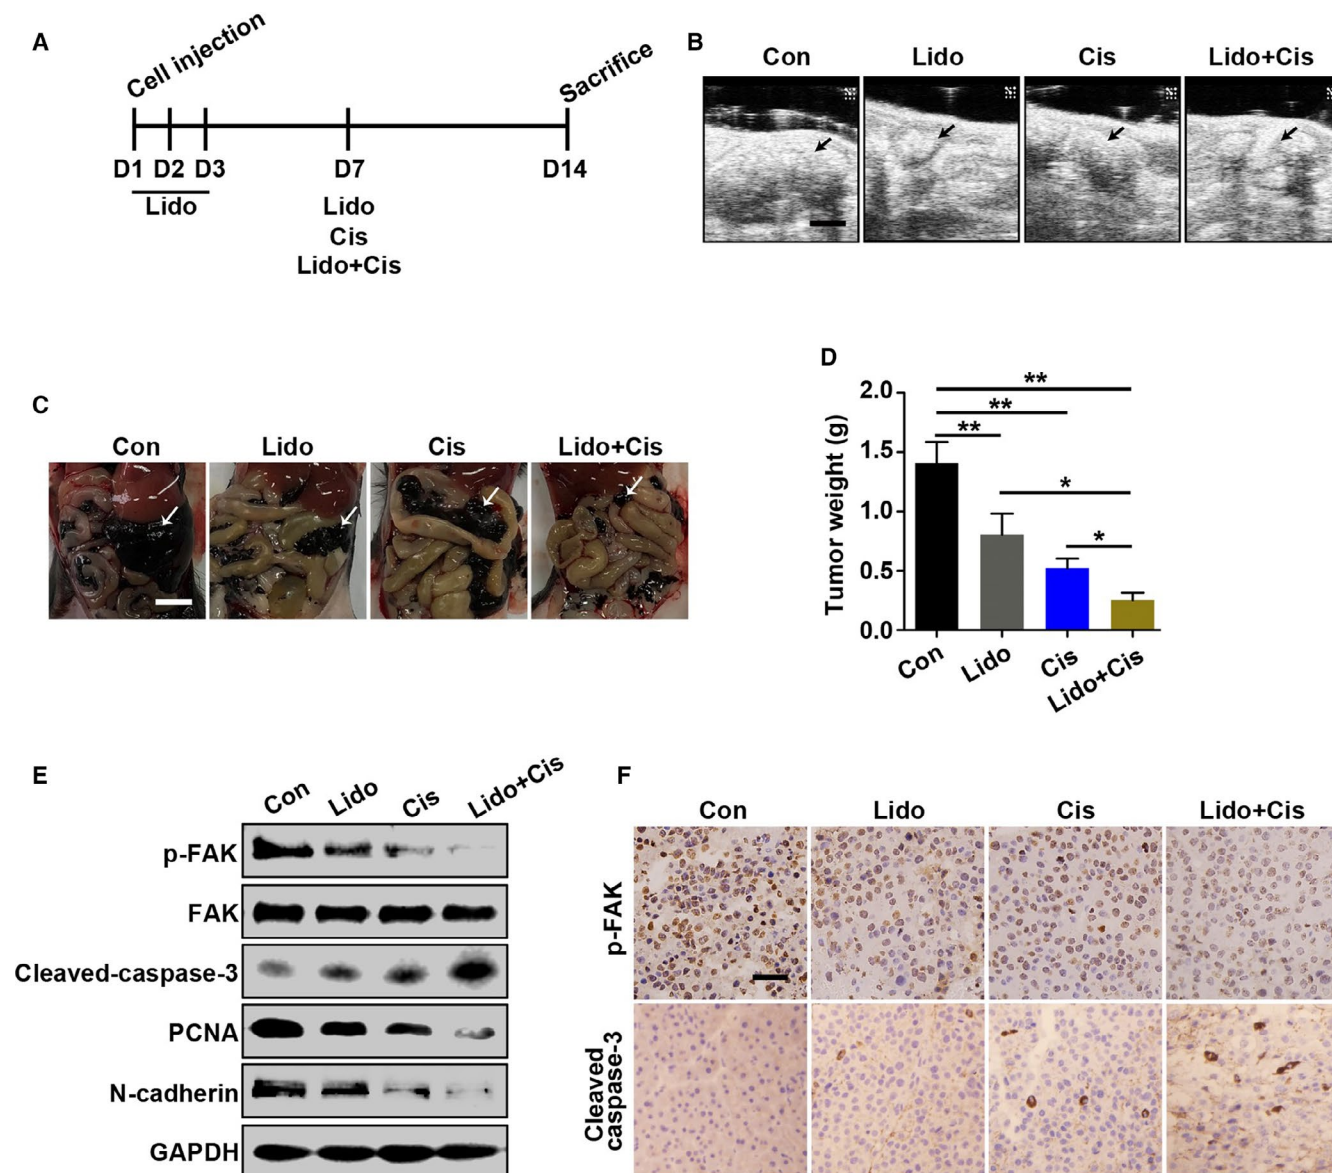 A
Cell injection
Sacrifice
D1 D2 D3 D7 D14
Lido
Lido
Cis
Lido+Cis
B
Con Lido Cis Lido+Cis
C
Con Lido Cis Lido+Cis
D
Tumor weight (g)
2.0
1.5
1.0
0.5
0.0
**
**
**
*
*
Con Lido Cis Lido+Cis
E
Con Lido Cis Lido+Cis
p-FAK
FAK
Cleaved-caspase-3
PCNA
N-cadherin
GAPDH
F
Con Lido Cis Lido+Cis
p-FAK
Cleaved
caspase-3